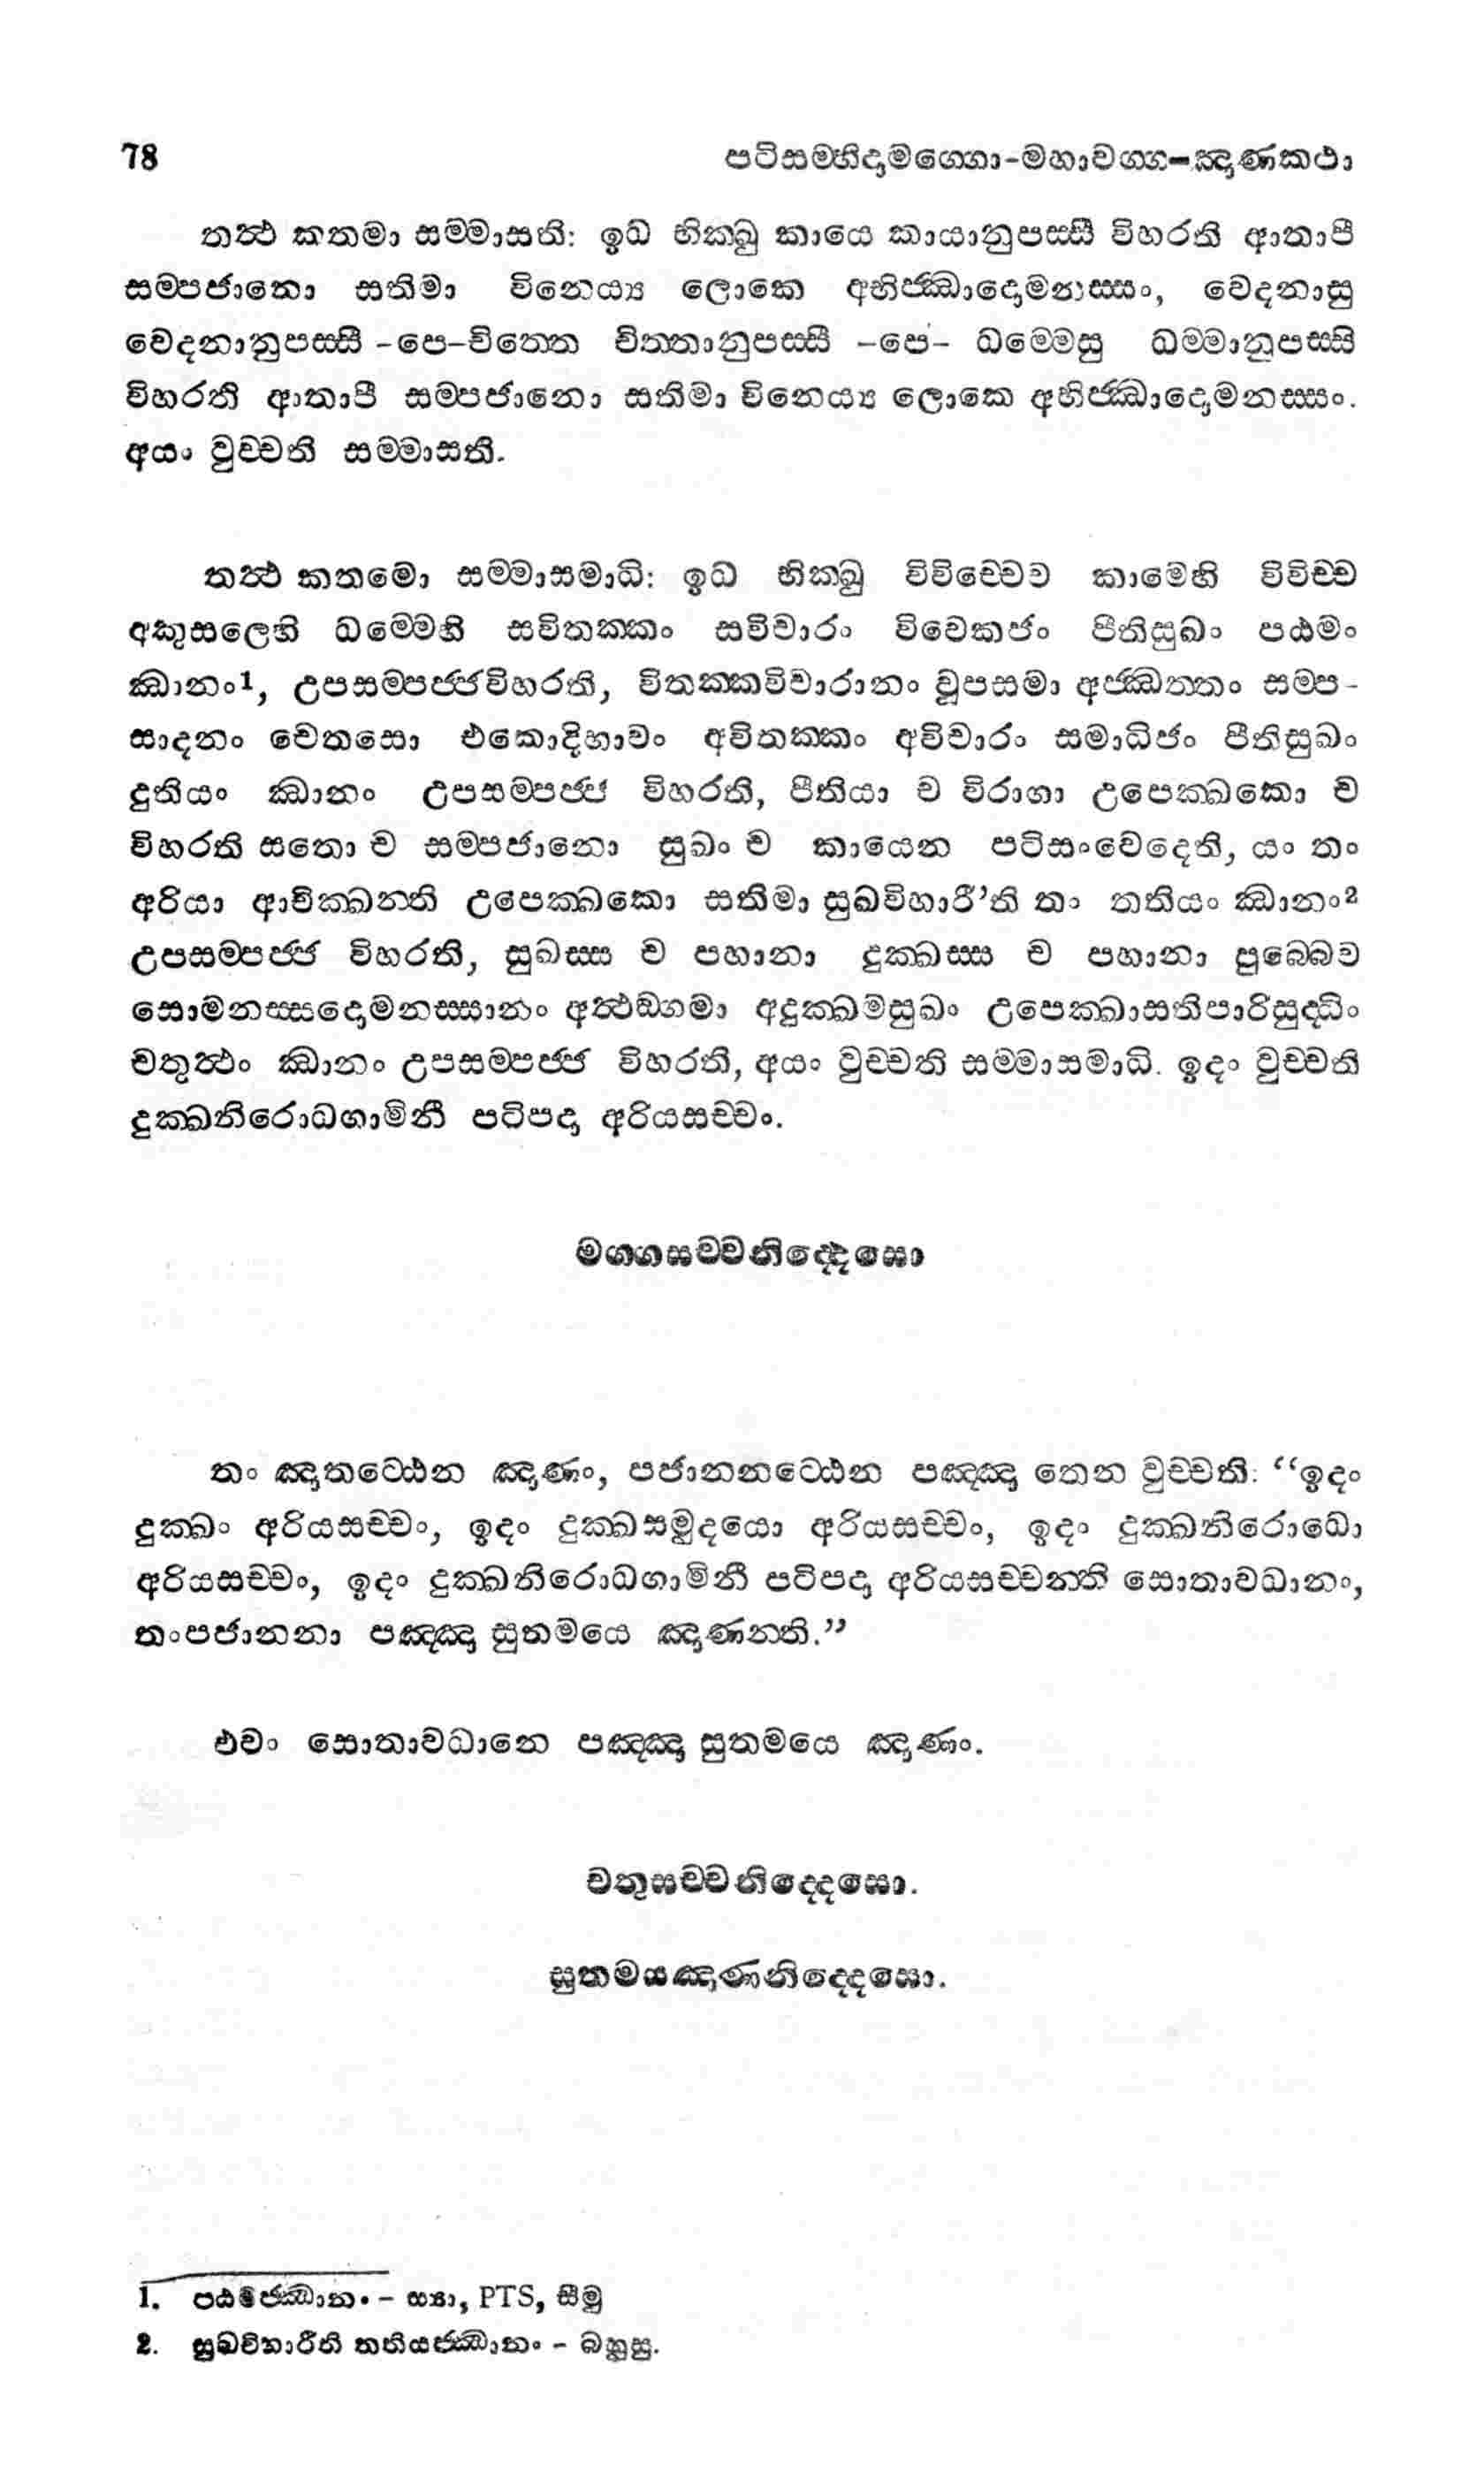 78 පටිසම්භිදාමග්ගො-මහාවග්ග-ඤාණකථා
තත්ථ කතමා සම්මාසති: ඉධ භික්ඛු කායෙ කායානුපස්සී විහරති ආතාපී
සම්පජානො සතිමා විනෙය්‍ය ලොකෙ අභිජ්ඣාදොමනස්සං, වෙදනාසු
වෙදනානුපස්සී -පෙ-චිත්තෙ චිත්තානුපස්සී -පෙ- ධම්මෙසු ධම්මානුපස්සි
විහරති ආතාපී සම්පජානො සතිමා විනෙය්‍ය ලොකෙ අභිජ්ඣාදොමනස්සං.
අයං වුච්චති සම්මාසති.
තත්ථ කතමො සම්මාසමාධි: ඉධ භික්ඛු විවිච්චෙව කාමෙහි විවිච්ච
අකුසලෙහි ධම්මෙහි සවිතක්කං සවිචාරං විවෙකජං පීතිසුඛං පඨමං
ඣානං1, උපසම්පජ්ජවිහරති, විතක්කවිචාරානං වූපසමා අජ්ඣත්තං සම්ප-
සාදනං චෙතසො එකොදිභාවං අවිතක්කං අවිචාරං සමාධිජං පීතිසුඛං
දුතියං ඣානං උපසම්පජ්ජ විහරති, පීතියා ච විරාගා උපෙක්ඛකො ච
විහරති සතො ච සම්පජානො සුඛං ච කායෙන පටිසංවෙදෙති, යං තං
අරියා ආචික්ඛන්ති උපෙක්ඛකො සතිමා සුඛවිහාරී’ති තං තතියං ඣානං2
උපසම්පජ්ජ විහරති, සුඛස්ස ච පහානා දුක්ඛස්ස ච පහානා පුබ්බෙව
සොමනස්සදොමනස්සානං අත්ථඞ්ගමා අදුක්ඛමසුඛං උපෙක්ඛාසතිපාරිසුද්ධිං
චතුත්ථං ඣානං උපසම්පජ්ජ විහරති, අයං වුච්චති සම්මාසමාධි. ඉදං වුච්චති
දුක්ඛනිරොධගාමිනී පටිපදා අරියසච්චං.
මග්ගසච්චනිද්දෙසො
තං ඤාතට්ඨෙන ඤාණං, පජානනට්ඨෙන පඤ්ඤා තෙන වුච්චති: “ඉදං
දුක්ඛං අරියසච්චං, ඉදං දුක්ඛසමුදයො අරියසච්චං, ඉදං දුක්ඛනිරොධො
අරියසච්චං, ඉදං දුක්ඛනිරොධගාමිනී පටිපදා අරියසච්චන්ති සොතාවධානං,
තංපජානනා පඤ්ඤා සුතමයෙ ඤාණන්ති.”
එවං සොතාවධානෙ පඤ්ඤා සුතමයෙ ඤාණං.
චතුසච්චනිද්දෙසො.
සුතමයඤාණනිද්දෙසො.
1. පඨමජ්ඣානං - ස්‍යා, PTS, සීමු
2. සුඛවිහාරීති තතියජ්ඣානං - බහුසු.